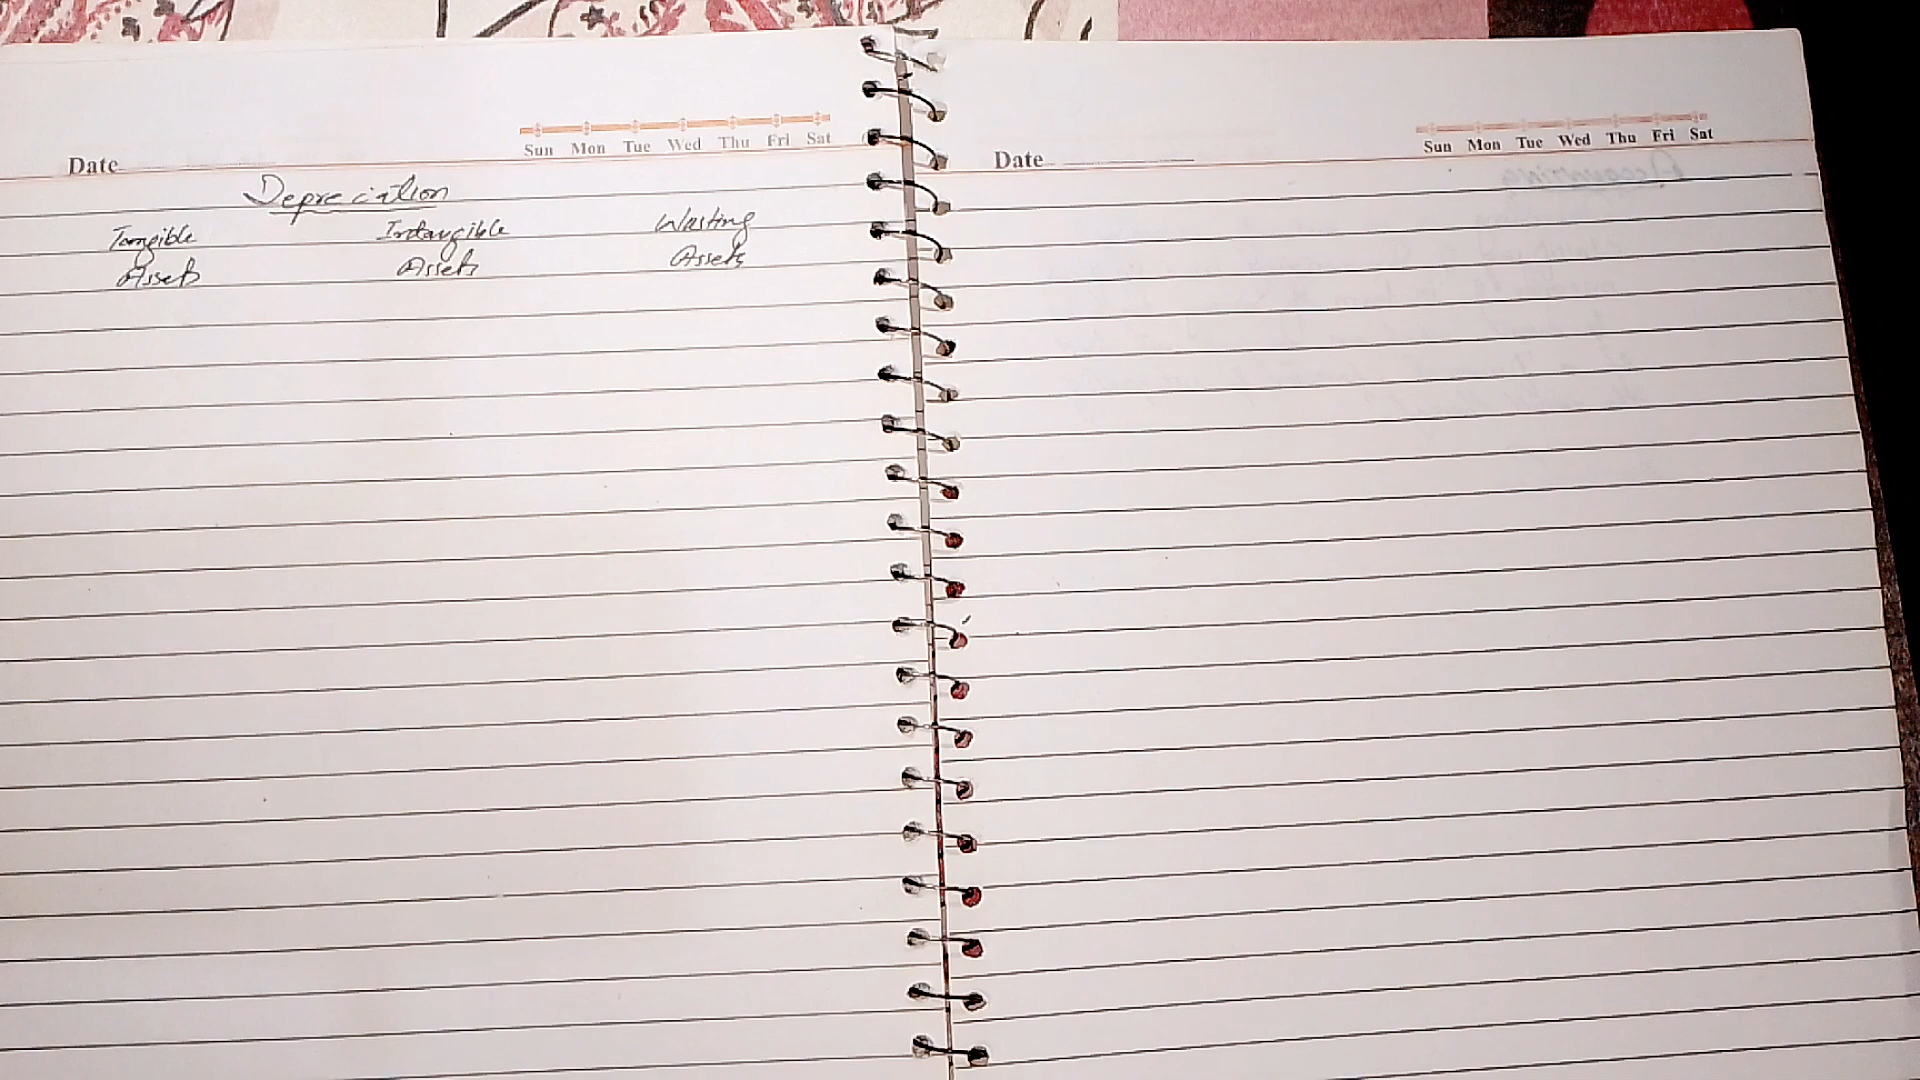 Sun Mon Tue Wed Thu Fri Sat
Date
Depreciation
Tangible Intangible Wasting
Assets Assets Assets
Sun Mon Tue Wed Thu Fri Sat
Date